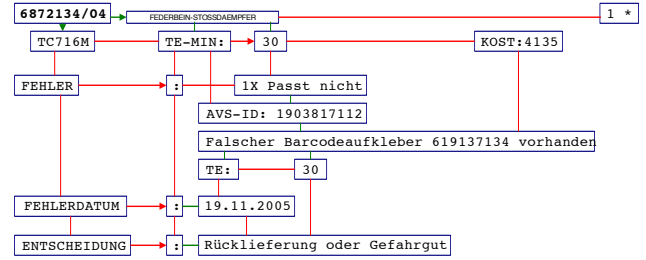 6872134/04 FEDERBEIN-STOSSDAEMPFER 1 *
TC716M TE-MIN: 30 KOST:4135
FEHLER : 1X Passt nicht
AVS-ID: 1903817112
Falscher Barcodeaufkleber 619137134 vorhanden
TE: 30
FEHLERDATUM : 19.11.2005
ENTSCHEIDUNG : Rücklieferung oder Gefahrgut